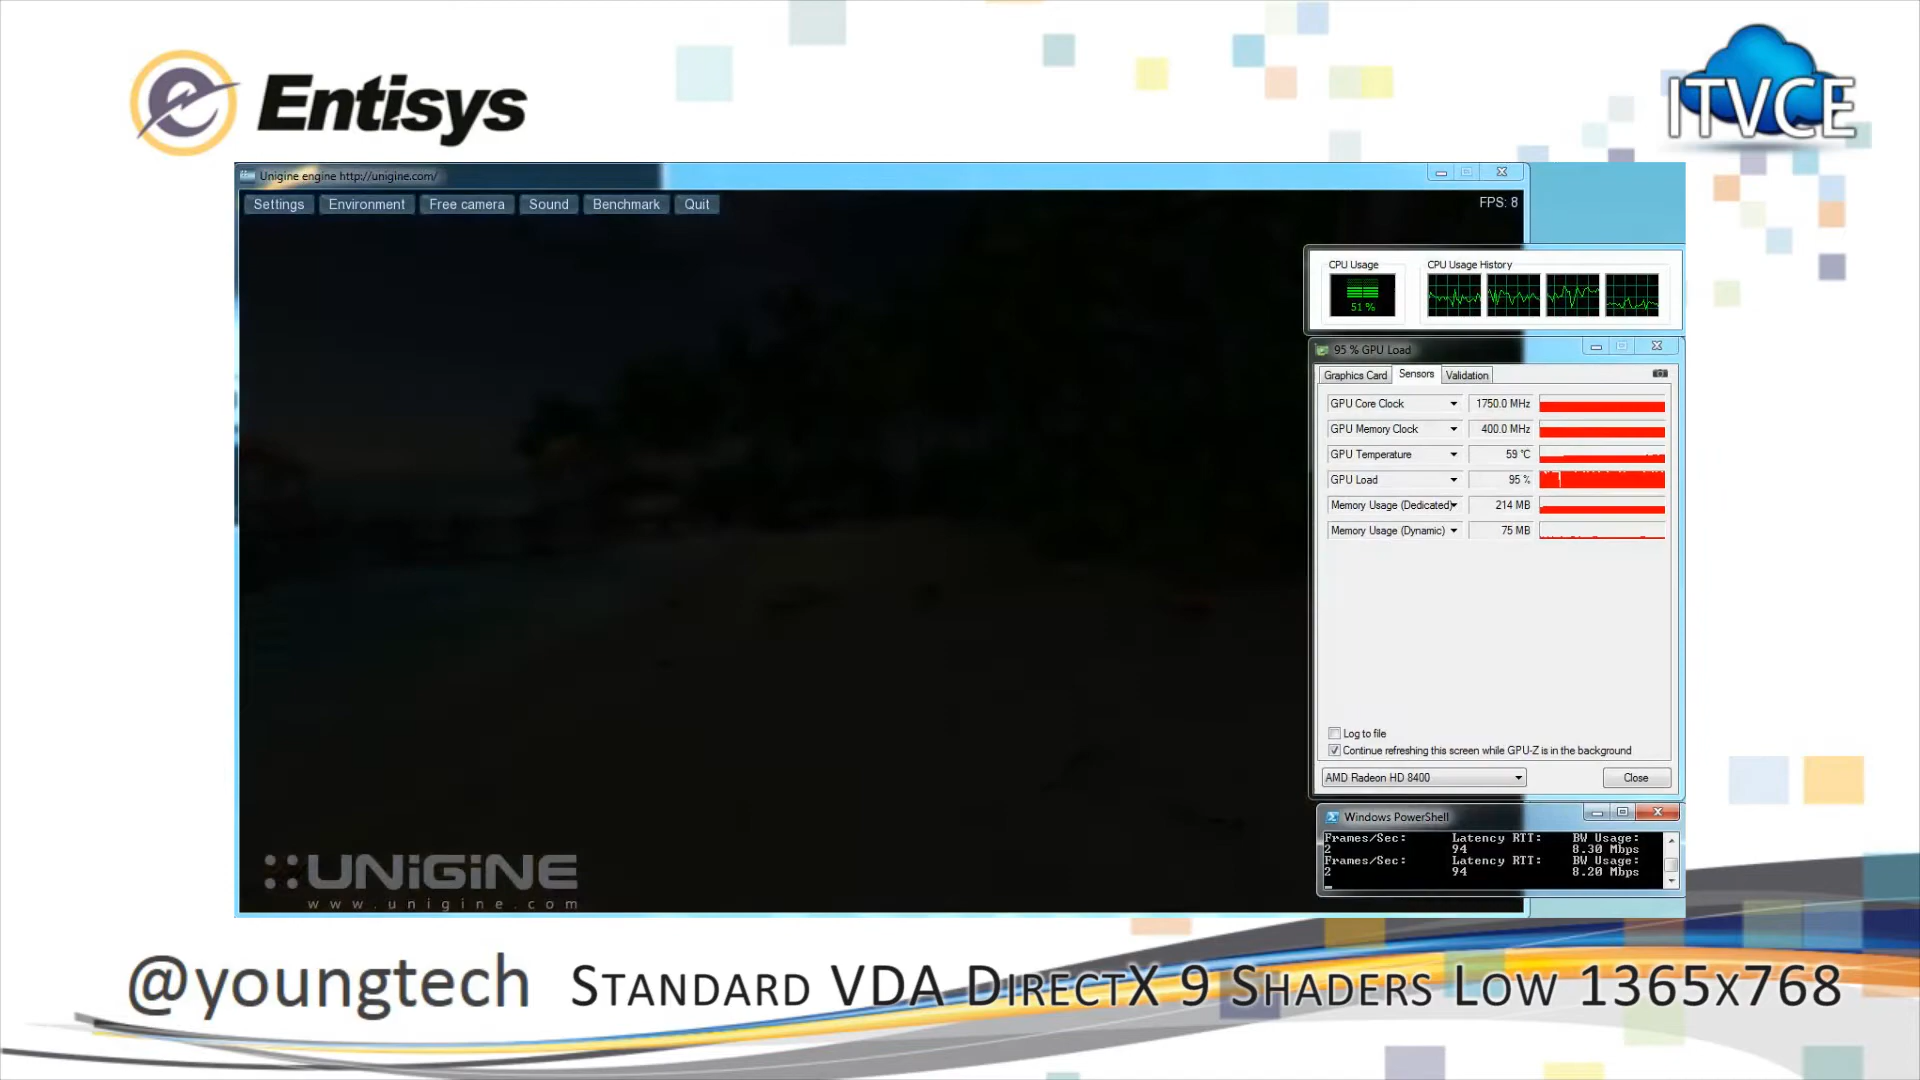 Entisys
ITVCE
Unigine engine http://unigine.com/
Settings Environment Free camera Sound Benchmark Quit
FPS: 8
CPU Usage CPU Usage History
51 %
95 % GPU Load
Graphics Card Sensors Validation
GPU Core Clock 1750.0 MHz
GPU Memory Clock 400.0 MHz
GPU Temperature 59 °C
GPU Load 95 %
Memory Usage (Dedicated) 214 MB
Memory Usage (Dynamic) 75 MB
Log to file
Continue refreshing this screen while GPU-Z is in the background
AMD Radeon HD 8400 Close
Windows PowerShell
Frames/Sec: Latency RTT: BW Usage:
2 94 8.30 Mbps
Frames/Sec: Latency RTT: BW Usage:
2 94 8.20 Mbps
UNiGiNE
www.unigine.com
@youngtech Standard VDA DirectX 9 Shaders Low 1365x768